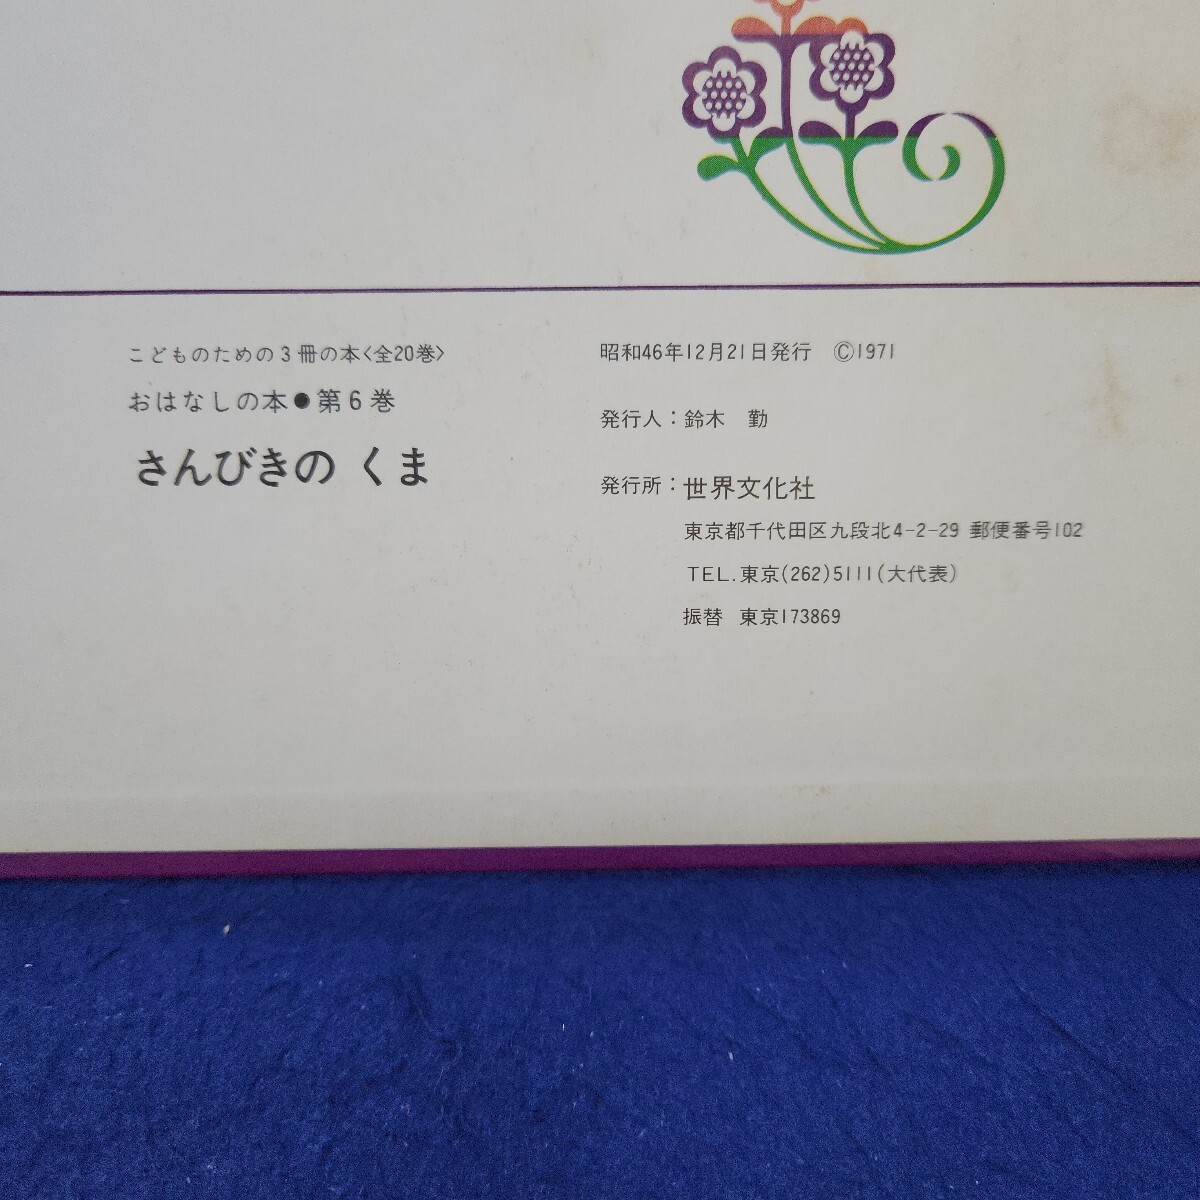 こどものための3冊の本〈全20巻〉
おはなしの本●第6巻
さんびきの くま
昭和46年12月21日発行 ©1971
発行人：鈴木 勤
発行所：世界文化社
東京都千代田区九段北4-2-29 郵便番号102
TEL.東京(262)5111(大代表)
振替 東京173869